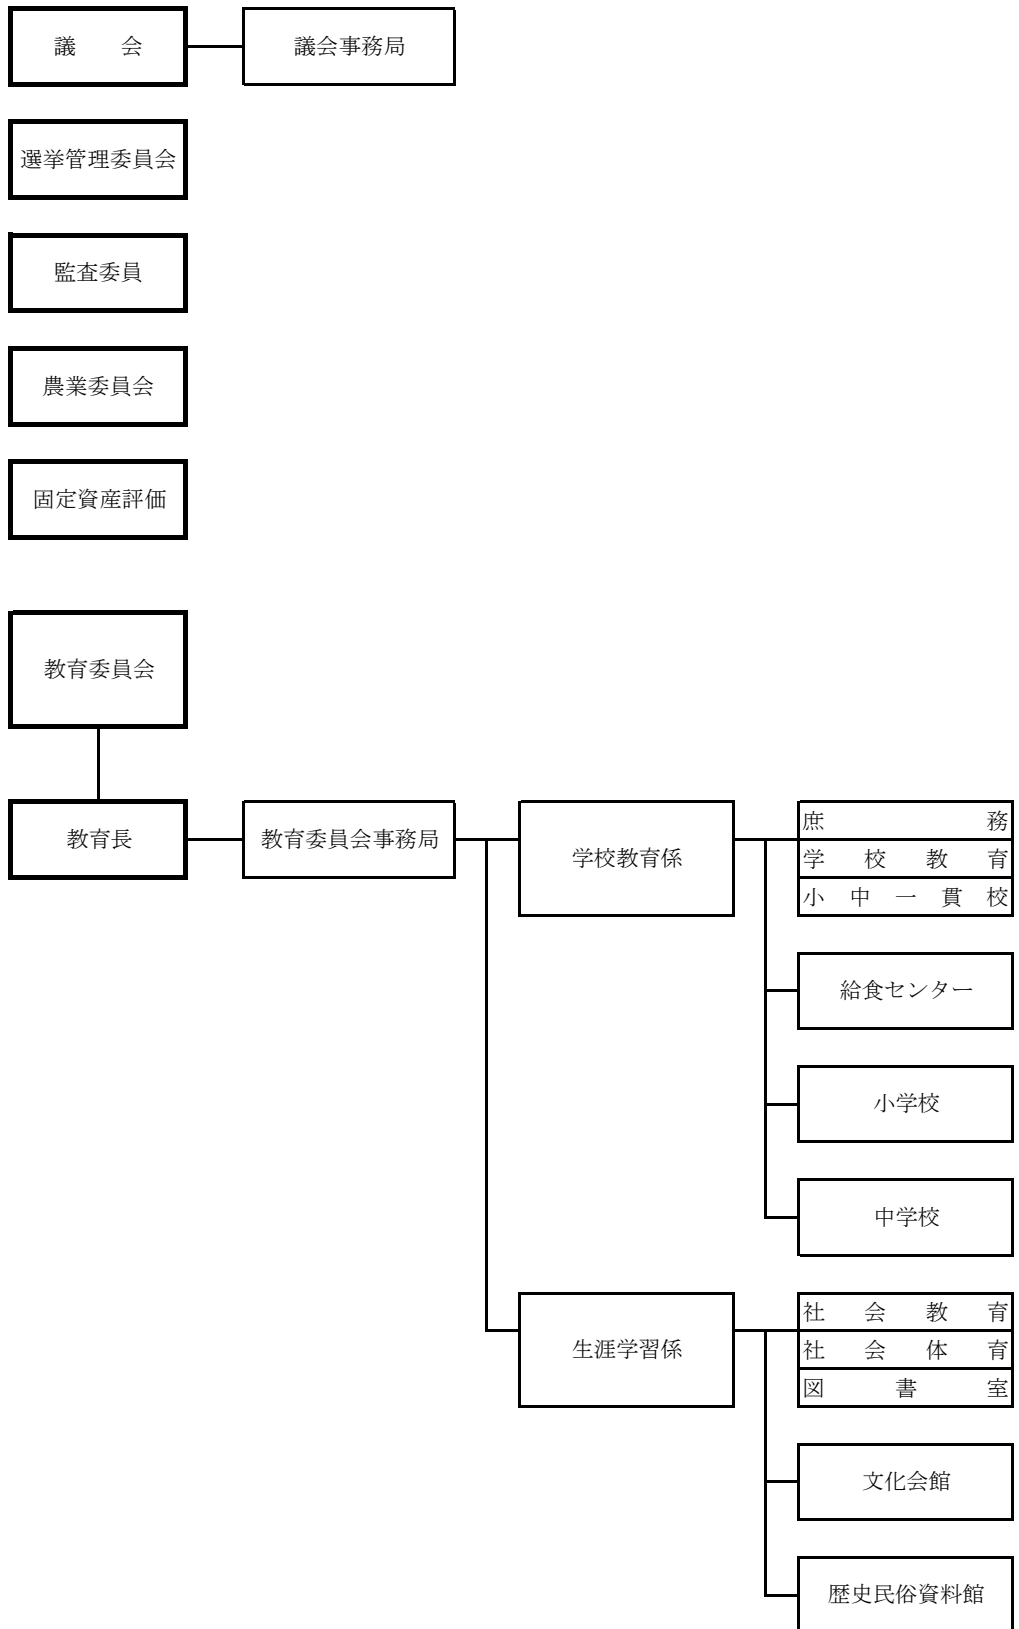 議　　会
議会事務局
選挙管理委員会
監査委員
農業委員会
固定資産評価
教育委員会
教育長
教育委員会事務局
学校教育係
庶務
学校教育
小中一貫校
給食センター
小学校
中学校
生涯学習係
社会教育
社会体育
図書室
文化会館
歴史民俗資料館